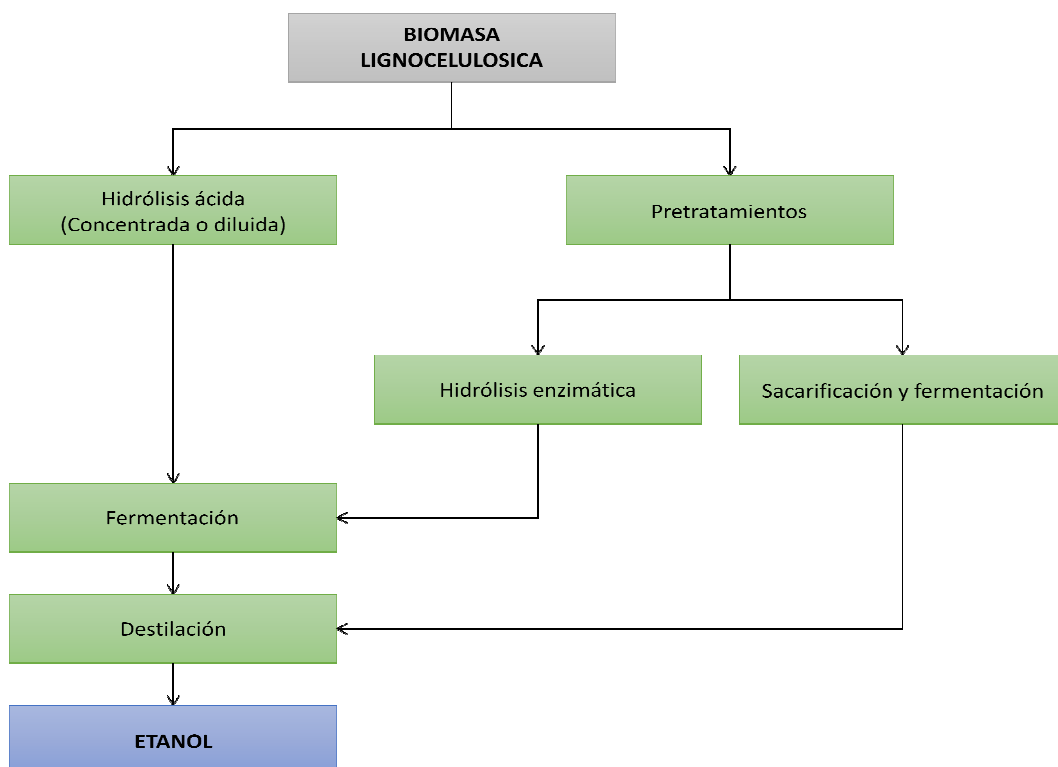 BIOMASA
LIGNOCELULOSICA
Hidrólisis ácida
(Concentrada o diluida)
Pretratamientos
Hidrólisis enzimática
Sacarificación y fermentación
Fermentación
Destilación
ETANOL